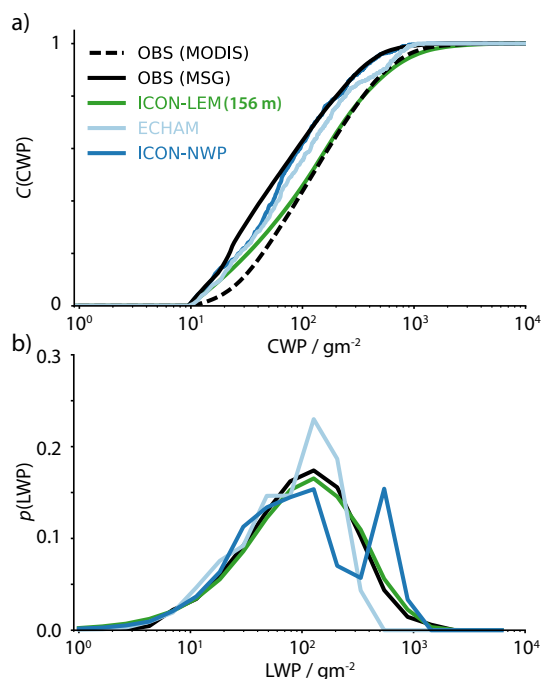 a)
1
C(CWP)
0
OBS (MODIS)
OBS (MSG)
ICON-LEM (156 m)
ECHAM
ICON-NWP
10⁰ 10¹ 10² 10³ 10⁴
CWP / gm⁻²
b)
0.3
0.2
p(LWP)
0.1
0.0
10⁰ 10¹ 10² 10³ 10⁴
LWP / gm⁻²